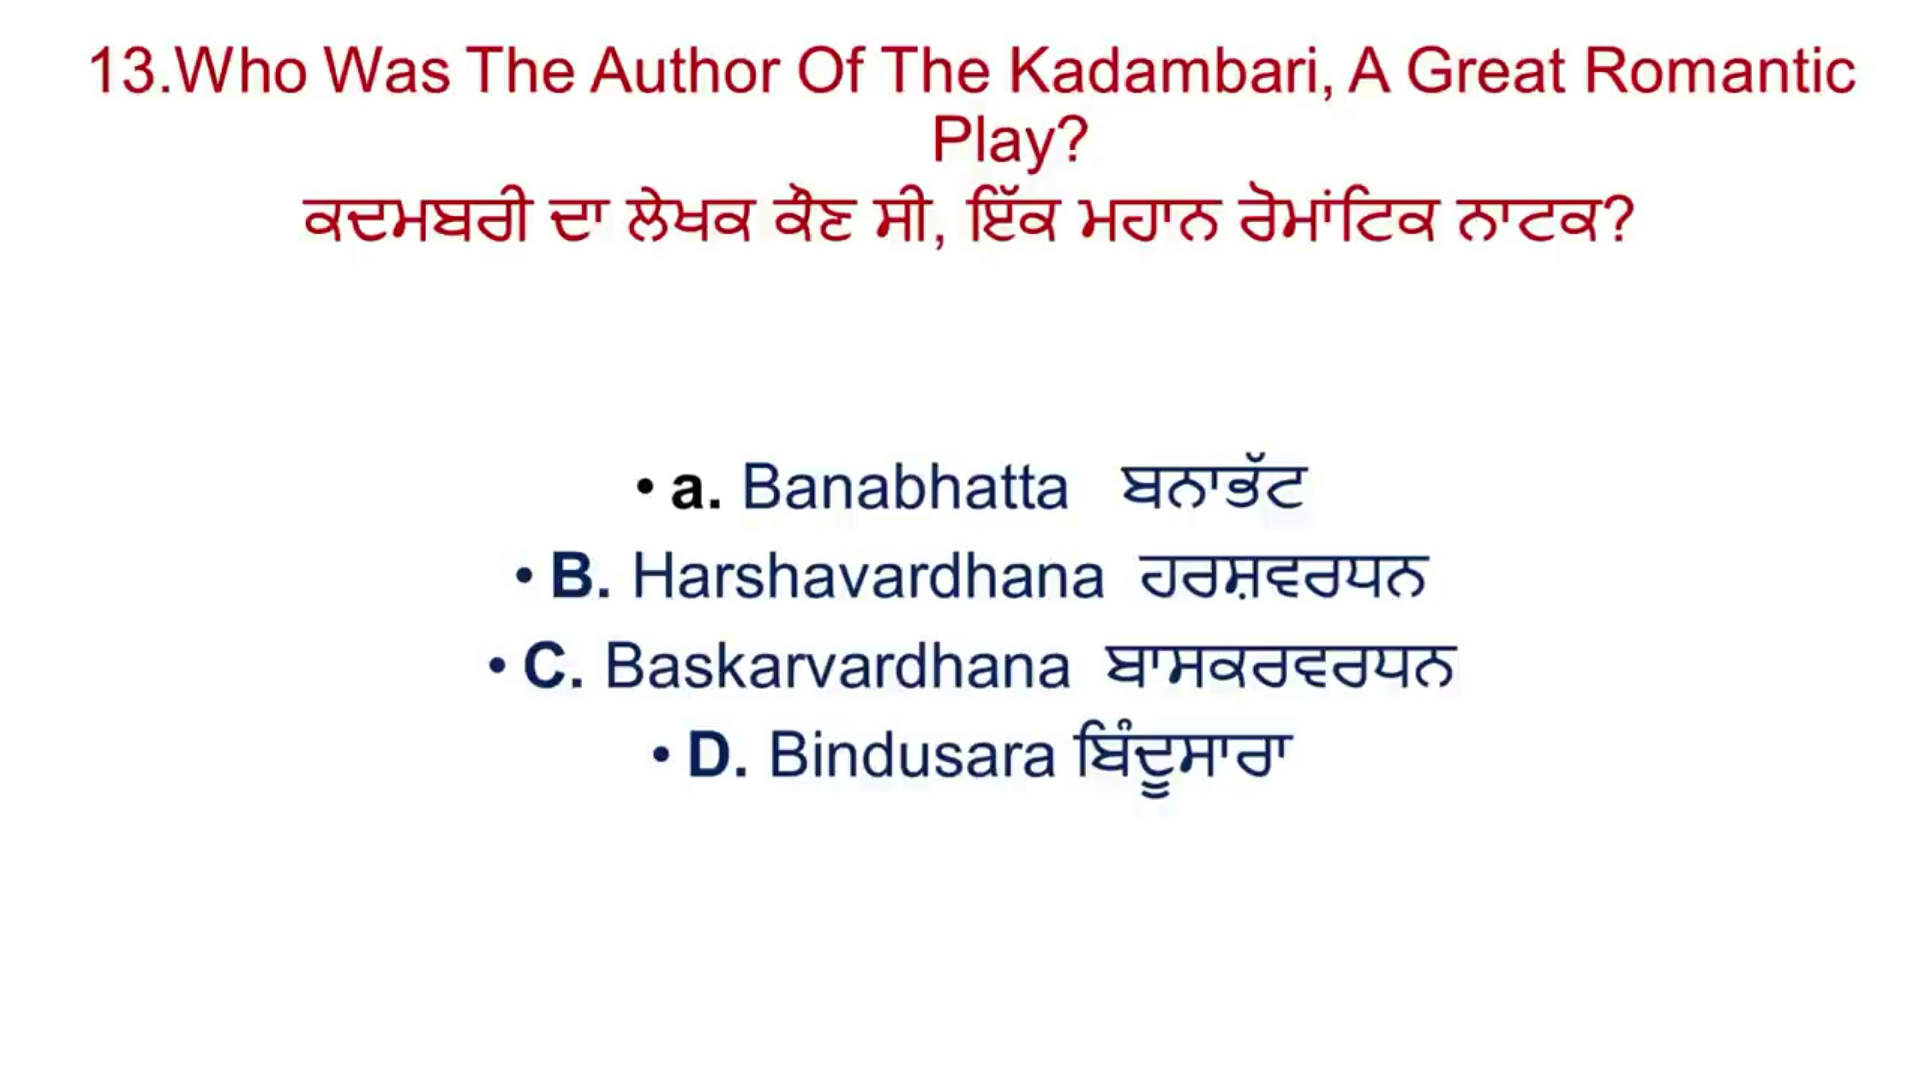 13.Who Was The Author Of The Kadambari, A Great Romantic
Play?
ਕਦਮਬਰੀ ਦਾ ਲੇਖਕ ਕੌਣ ਸੀ, ਇੱਕ ਮਹਾਨ ਰੋਮਾਂਟਿਕ ਨਾਟਕ?
• a. Banabhatta ਬਨਾਭੱਟ
• B. Harshavardhana ਹਰਸ਼ਵਰਧਨ
• C. Baskarvardhana ਬਾਸਕਰਵਰਧਨ
• D. Bindusara ਬਿੰਦੂਸਾਰਾ